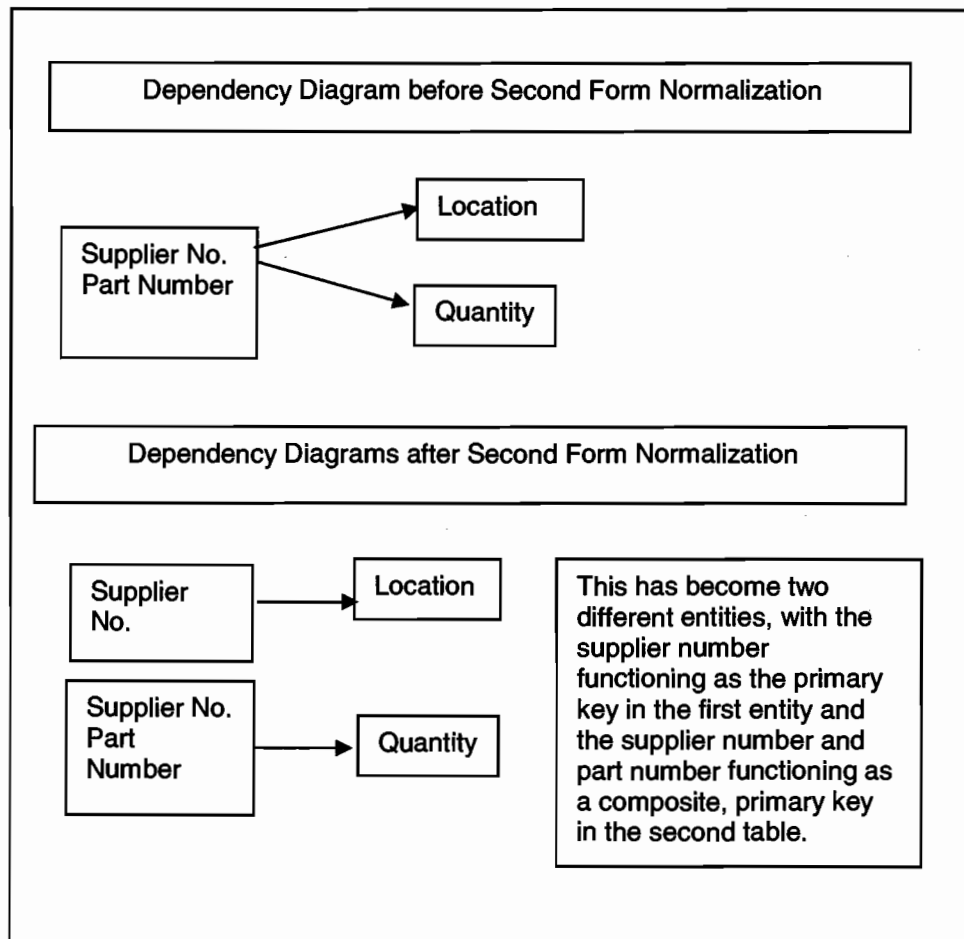 Dependency Diagram before Second Form Normalization
Supplier No.
Part Number
Location
Quantity
Dependency Diagrams after Second Form Normalization
Supplier
No.
Location
Supplier No.
Part
Number
Quantity
This has become two
different entities, with the
supplier number
functioning as the primary
key in the first entity and
the supplier number and
part number functioning as
a composite, primary key
in the second table.